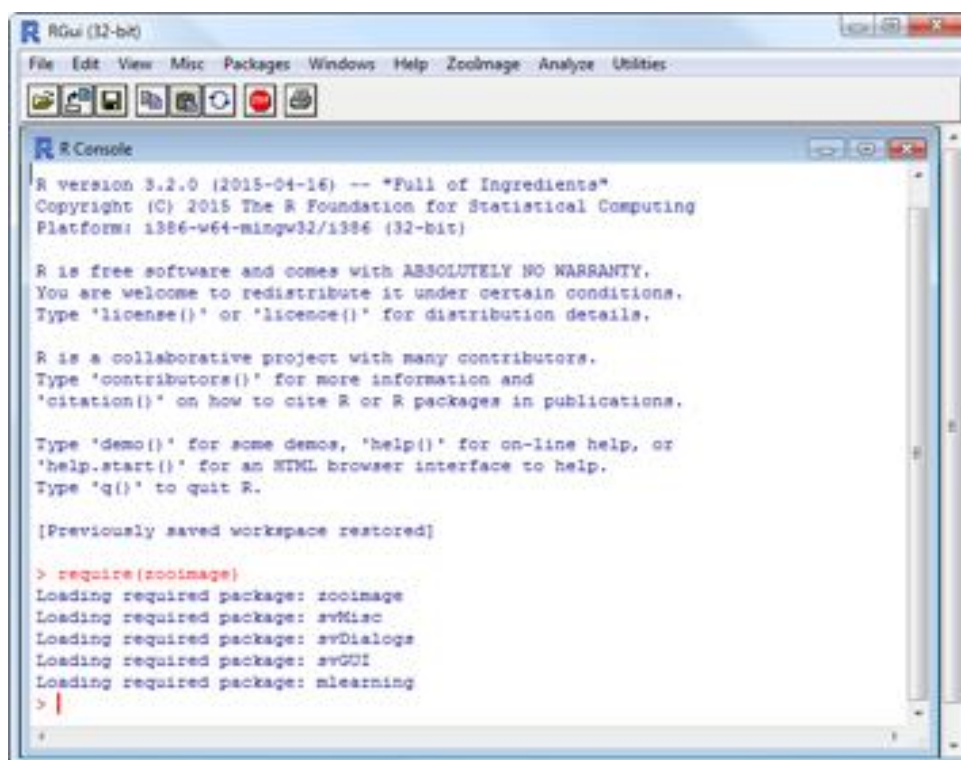 RGui (32-bit)
File Edit View Misc Packages Windows Help ZooImage Analyze Utilities
STOP
R Console
R version 3.2.0 (2015-04-16) -- "Full of Ingredients"
Copyright (C) 2015 The R Foundation for Statistical Computing
Platform: i386-w64-mingw32/i386 (32-bit)
R is free software and comes with ABSOLUTELY NO WARRANTY.
You are welcome to redistribute it under certain conditions.
Type 'license()' or 'licence()' for distribution details.
R is a collaborative project with many contributors.
Type 'contributors()' for more information and
'citation()' on how to cite R or R packages in publications.
Type 'demo()' for some demos, 'help()' for on-line help, or
'help.start()' for an HTML browser interface to help.
Type 'q()' to quit R.
[Previously saved workspace restored]
> require(zooimage)
Loading required package: zooimage
Loading required package: svMisc
Loading required package: svDialogs
Loading required package: svGUI
Loading required package: mlearning
>